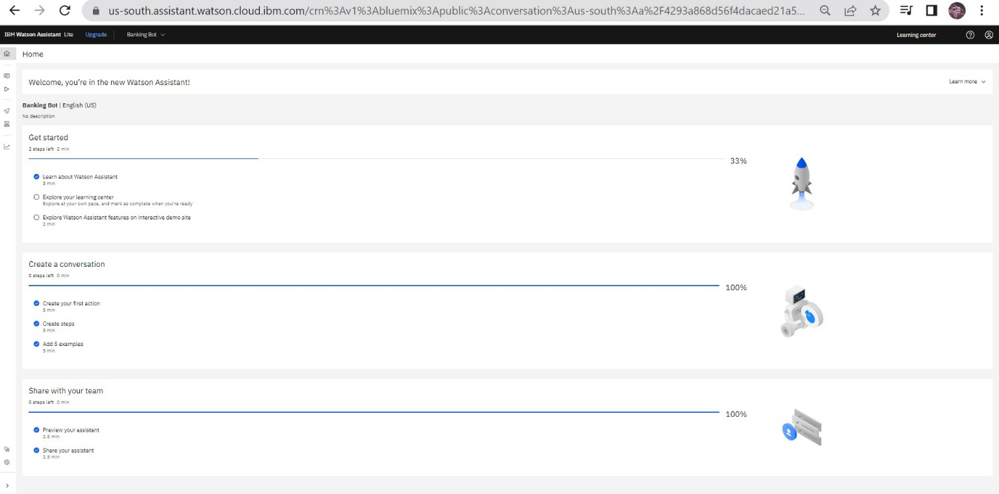 us-south.assistant.watson.cloud.ibm.com/crn%3Av1%3Abluemix%3Apublic%3Aconversation%3Aus-south%3Aa%2F4293a868d56f4dacaed21a5...
IBM Watson Assistant Lite Upgrade Banking Bot Learning center
Home
Welcome, you're in the new Watson Assistant! Learn more
Banking Bot | English (US)
No description
Get started
2 steps left 2 min
33%
Learn about Watson Assistant
5 min
Explore your learning center
Explore at your own pace, and mark as complete when you're ready
Explore Watson Assistant features on interactive demo site
2 min
Create a conversation
0 steps left 0 min
100%
Create your first action
5 min
Create steps
5 min
Add 5 examples
5 min
Share with your team
0 steps left 0 min
100%
Preview your assistant
2.5 min
Share your assistant
2.5 min